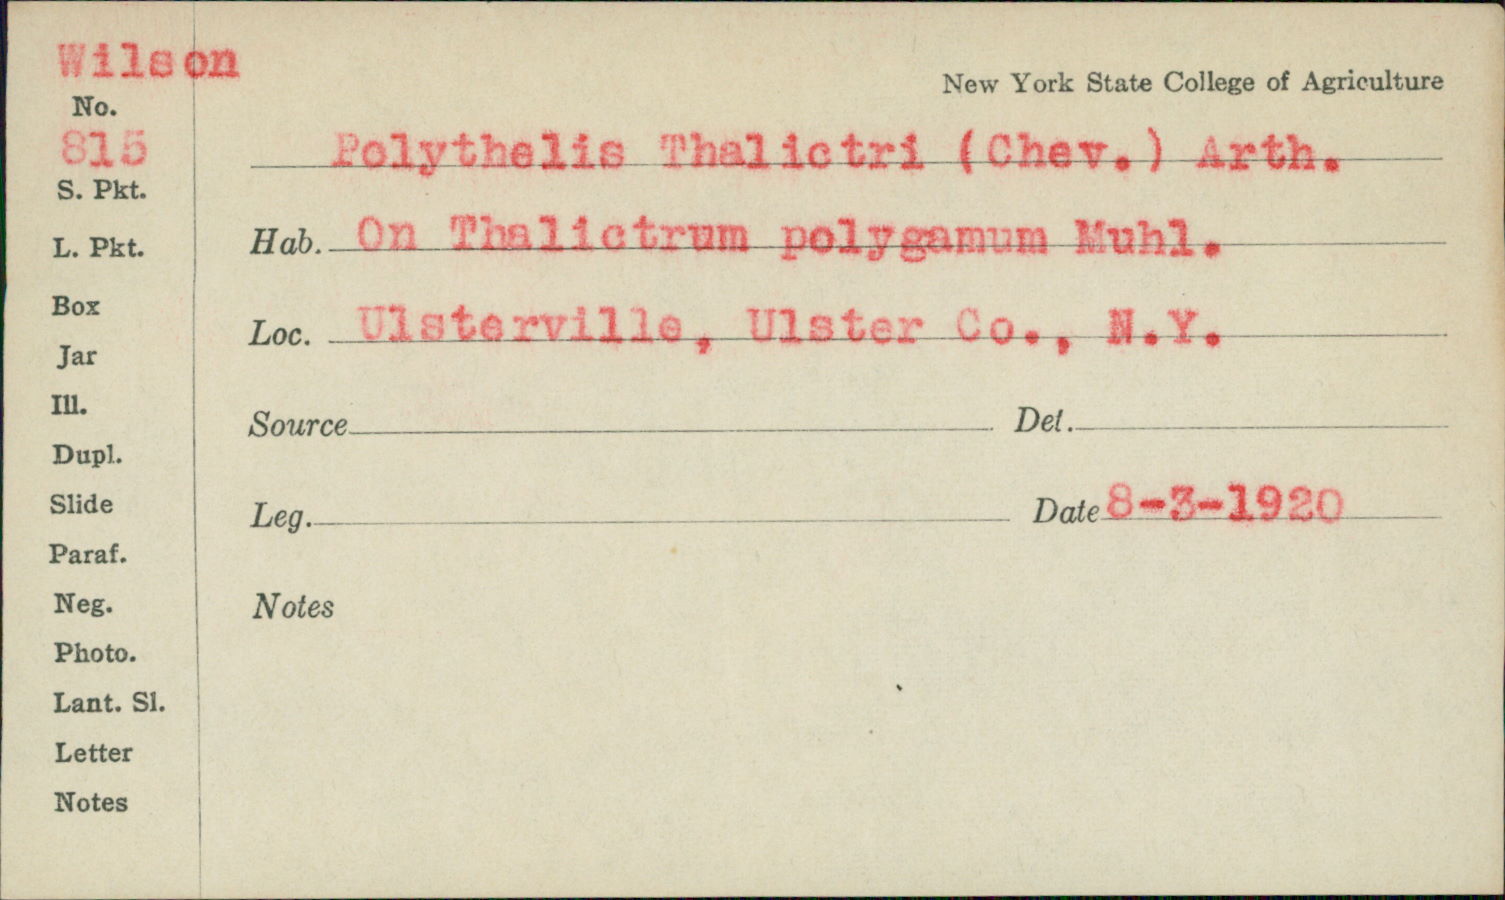 Wilson
New York State College of Agriculture
No.
815
Polythelis Thalictri (Chev.) Arth.
S. Pkt.
Hab. On Thalictrum polygamum Muhl.
L. Pkt.
Box
Loc. Ulsterville, Ulster Co., N.Y.
Jar
Ill.
Source Det.
Dupl.
Slide
Leg. Date 8-3-1920
Paraf.
Neg.
Notes
Photo.
Lant. Sl.
Letter
Notes